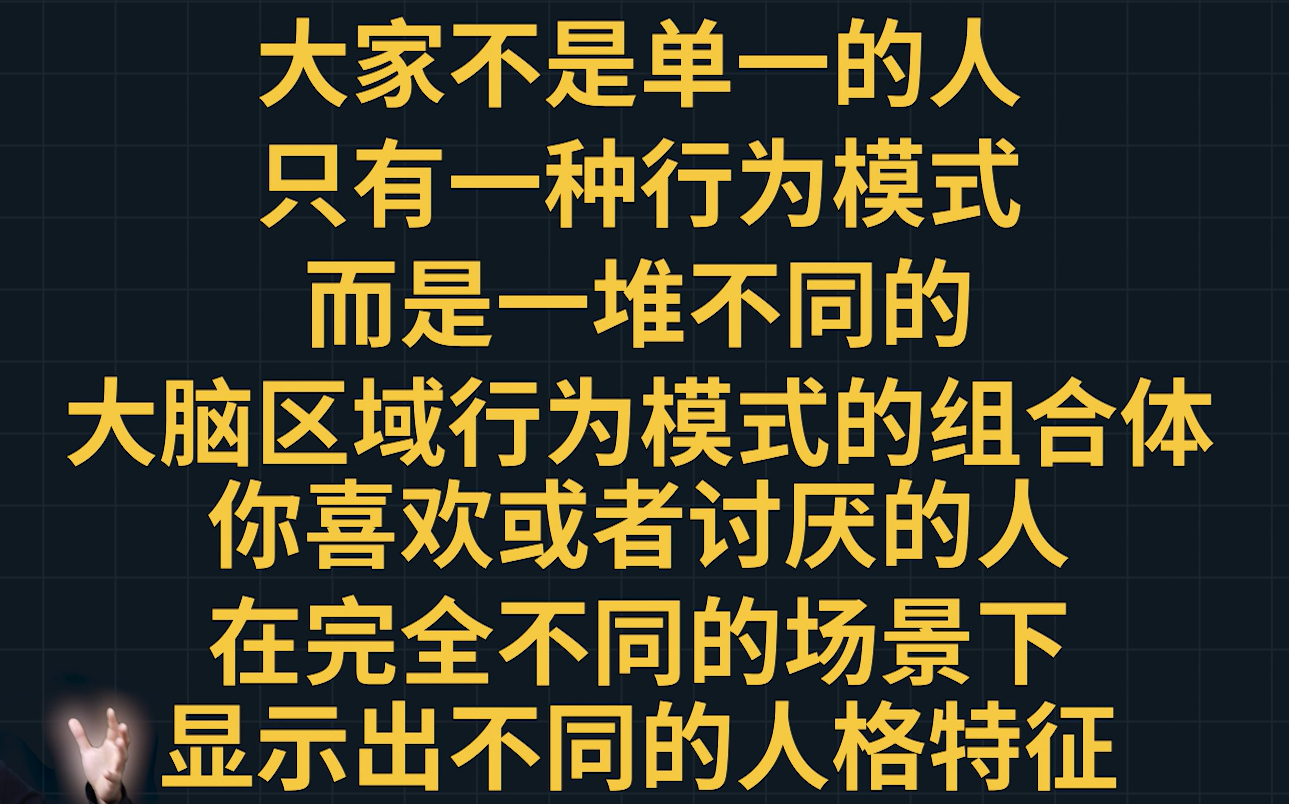 大家不是单一的人
只有一种行为模式
而是一堆不同的
大脑区域行为模式的组合体
你喜欢或者讨厌的人
在完全不同的场景下
显示出不同的人格特征